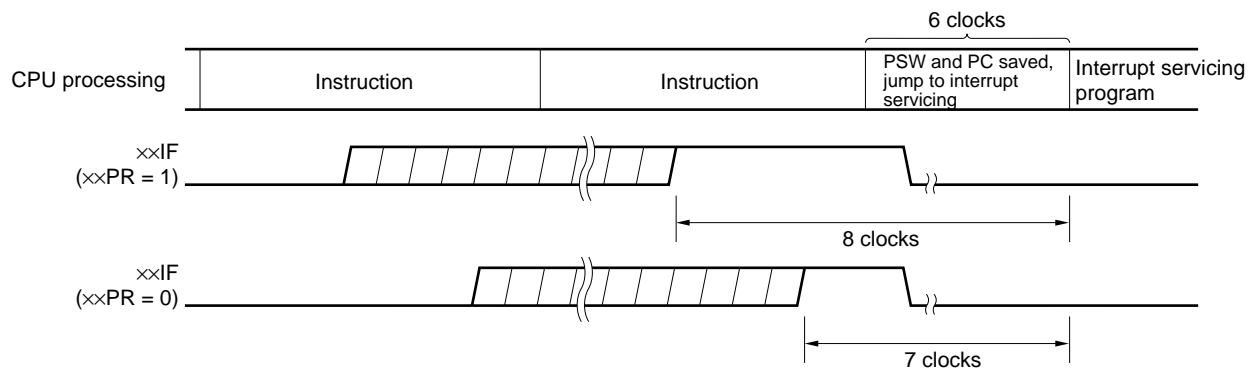 6 clocks
CPU processing
Instruction
Instruction
PSW and PC saved,
jump to interrupt
servicing
Interrupt servicing
program
××IF
(××PR = 1)
8 clocks
××IF
(××PR = 0)
7 clocks